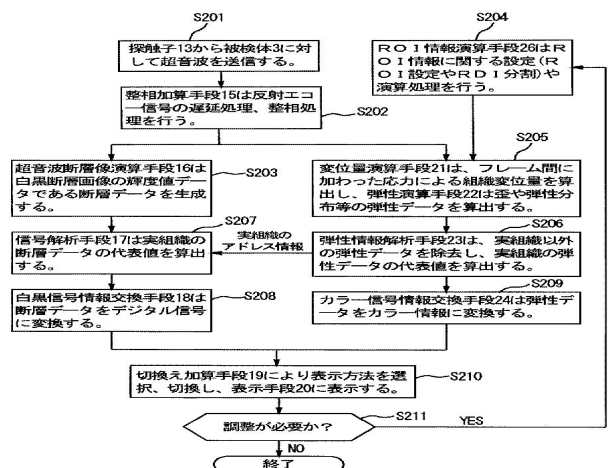 S201
探触子13から被検体3に対
して超音波を送信する。
S204
ROI情報演算手段26はR
OI情報に関する設定(R
OI設定やRDI分割)や
演算処理を行う。
整相加算手段15は反射エコ
ー信号の遅延処理、整相処
理を行う。
S202
超音波断層像演算手段16は
白黒断層画像の輝度値デー
タである断層データを生成
する。
S203
S205
変位量演算手段21は、フレーム間に
加わった応力による組織変位量を算
出し、弾性演算手段22は歪や弾性分
布等の弾性データを算出する。
S207
信号解析手段17は実組織の
断層データの代表値を算出
する。
実組織の
アドレス情報
S206
弾性情報解析手段23は、実組織以外
の弾性データを除去し、実組織の弾
性データの代表値を算出する。
S208
白黒信号情報交換手段18は
断層データをデジタル信号
に変換する。
S209
カラー信号情報交換手段24は弾性デ
ータをカラー情報に変換する。
切換え加算手段19により表示方法を選
択、切換し、表示手段20に表示する。
S210
S211
調整が必要か?
YES
NO
終了